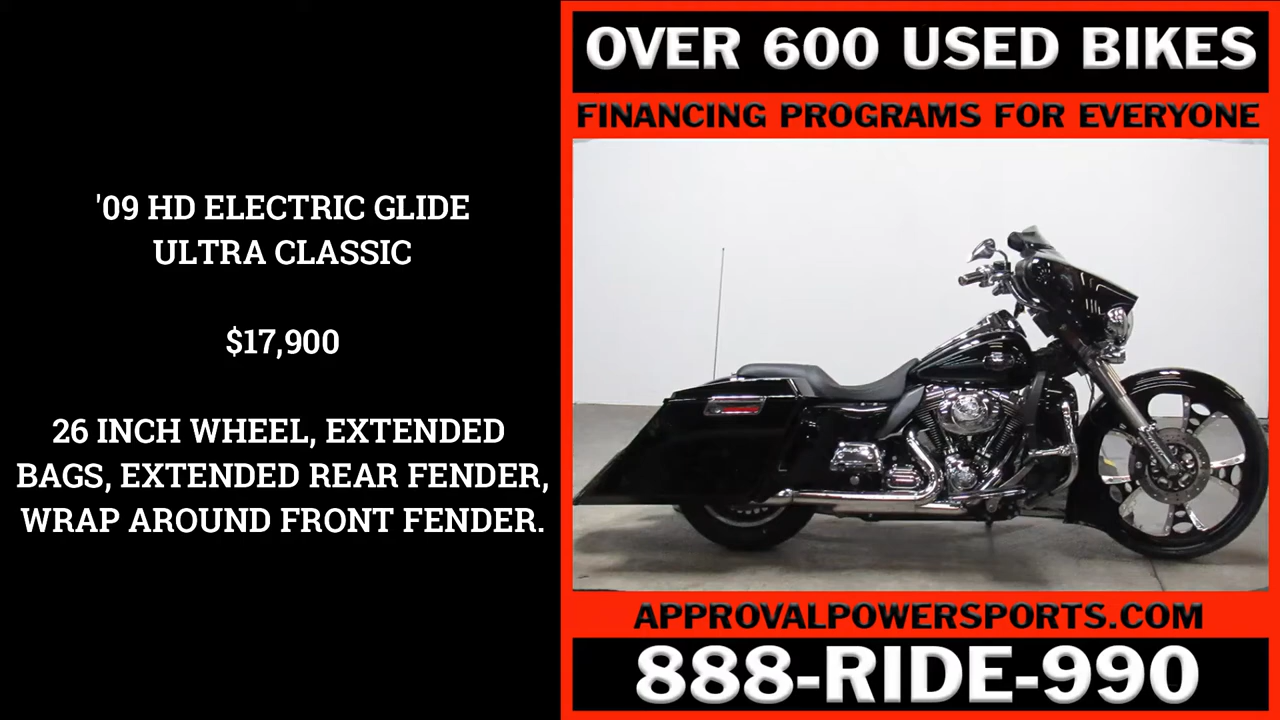 '09 HD ELECTRIC GLIDE
ULTRA CLASSIC
$17,900
26 INCH WHEEL, EXTENDED
BAGS, EXTENDED REAR FENDER,
WRAP AROUND FRONT FENDER.
OVER 600 USED BIKES
FINANCING PROGRAMS FOR EVERYONE
APPROVALPOWERSPORTS.COM
888-RIDE-990